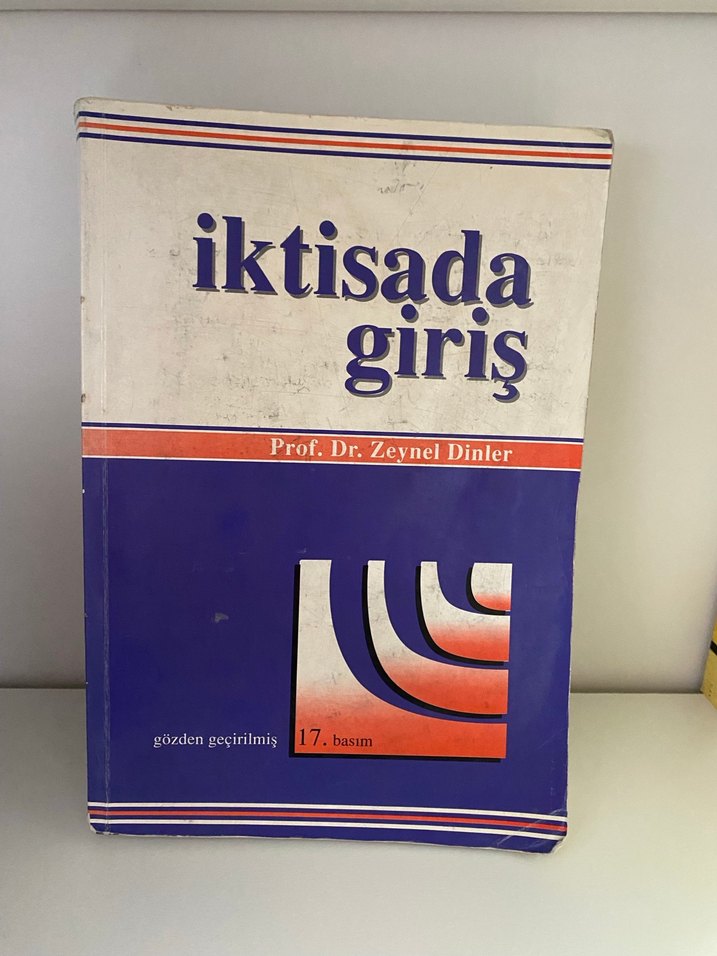 iktisada
giriş
Prof. Dr. Zeynel Dinler
gözden geçirilmiş 17. basım